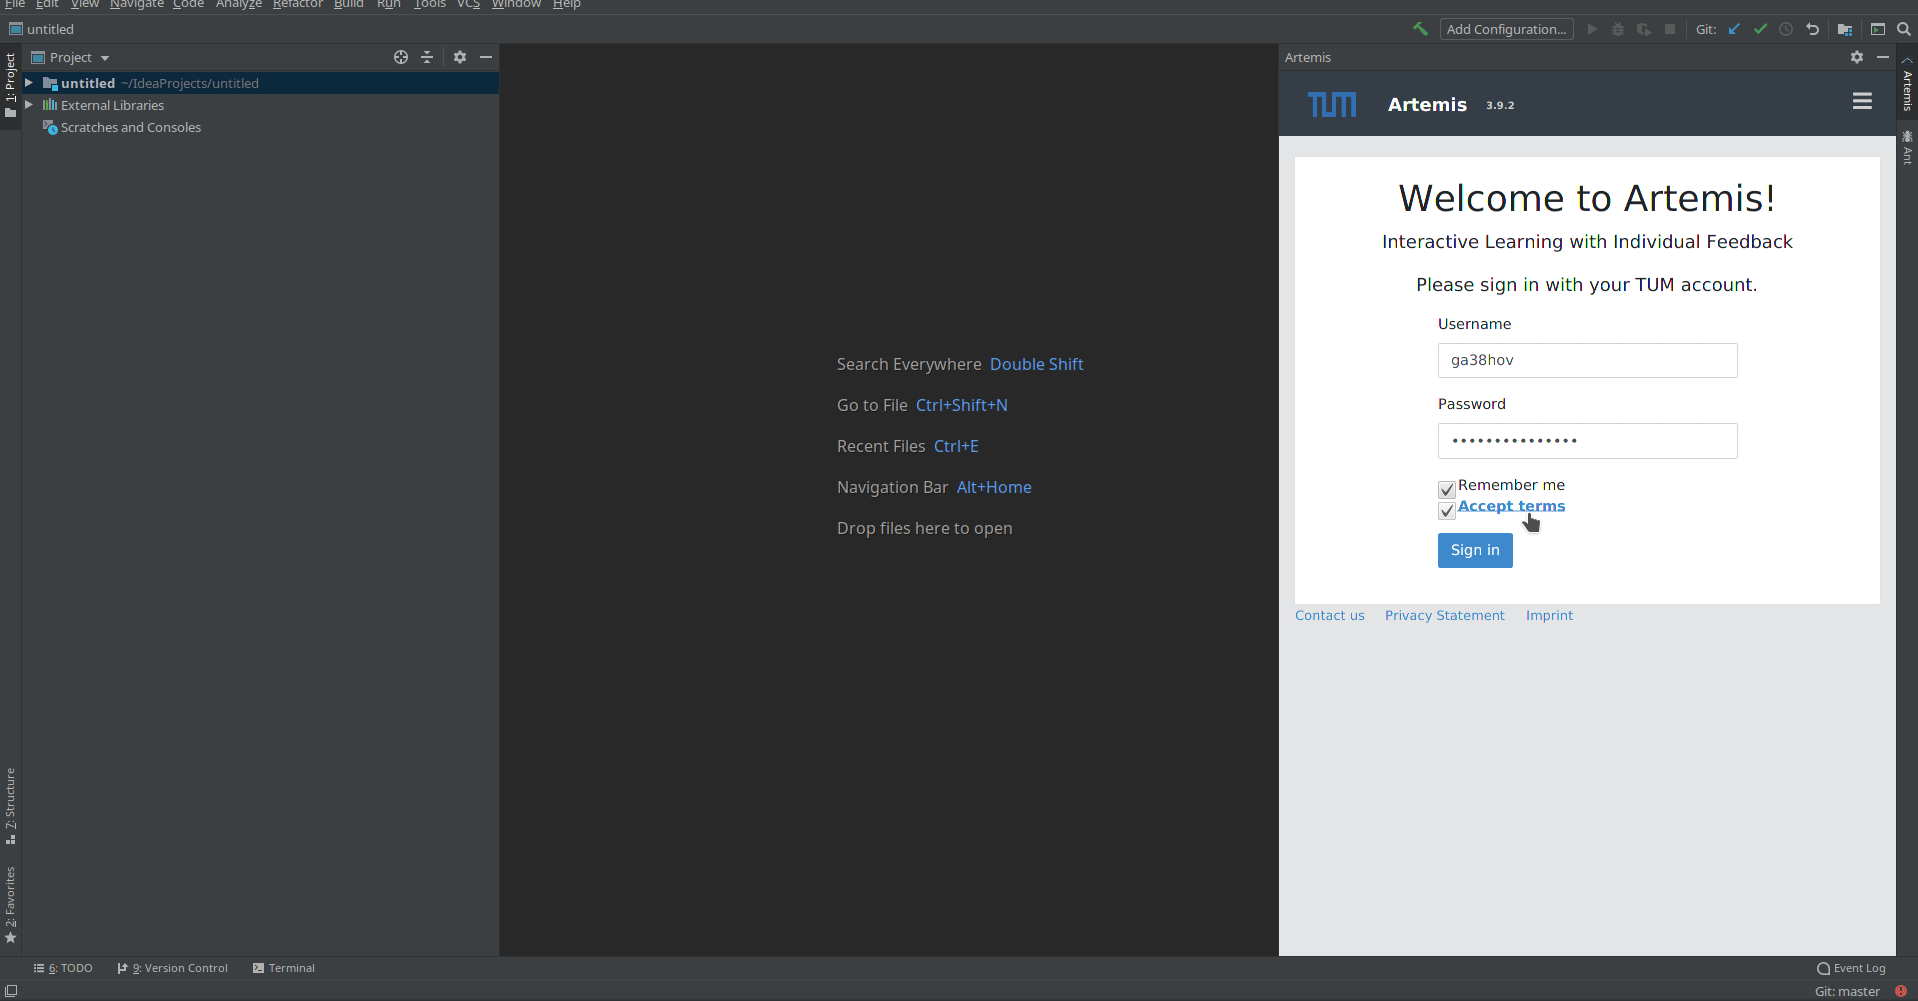 File Edit View Navigate Code Analyze Refactor Build Run Tools VCS Window Help
untitled
Add Configuration...
Git:
1: Project
Project
untitled ~/IdeaProjects/untitled
External Libraries
Scratches and Consoles
7: Structure
2: Favorites
Search Everywhere Double Shift
Go to File Ctrl+Shift+N
Recent Files Ctrl+E
Navigation Bar Alt+Home
Drop files here to open
Artemis
TUM Artemis 3.9.2
Welcome to Artemis!
Interactive Learning with Individual Feedback
Please sign in with your TUM account.
Username
ga38hov
Password
•••••••••••••••
Remember me
Accept terms
Sign in
Contact us Privacy Statement Imprint
Artemis
Ant
6: TODO 9: Version Control Terminal
Event Log
Git: master